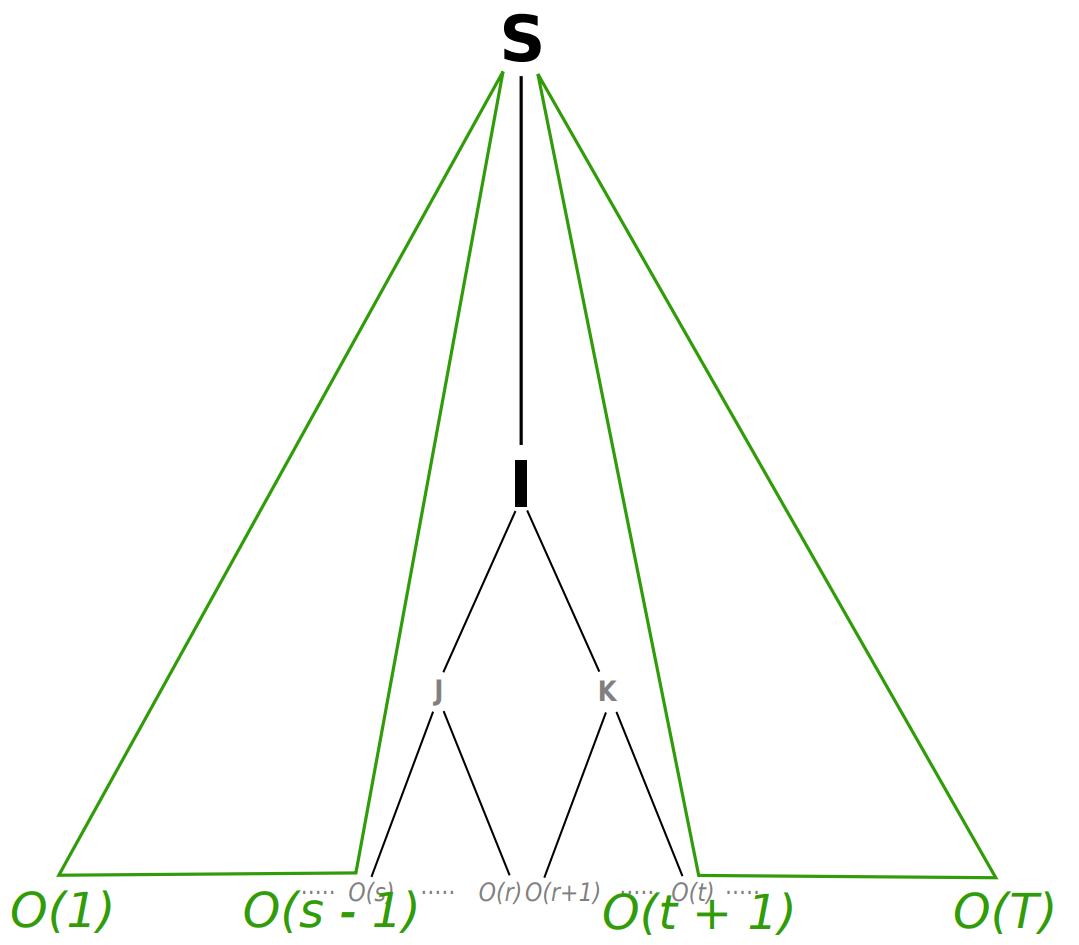 S
I
J K
..... O(s) ..... O(r) O(r+1) ..... O(t) .....
O(1) O(s - 1) O(t + 1) O(T)